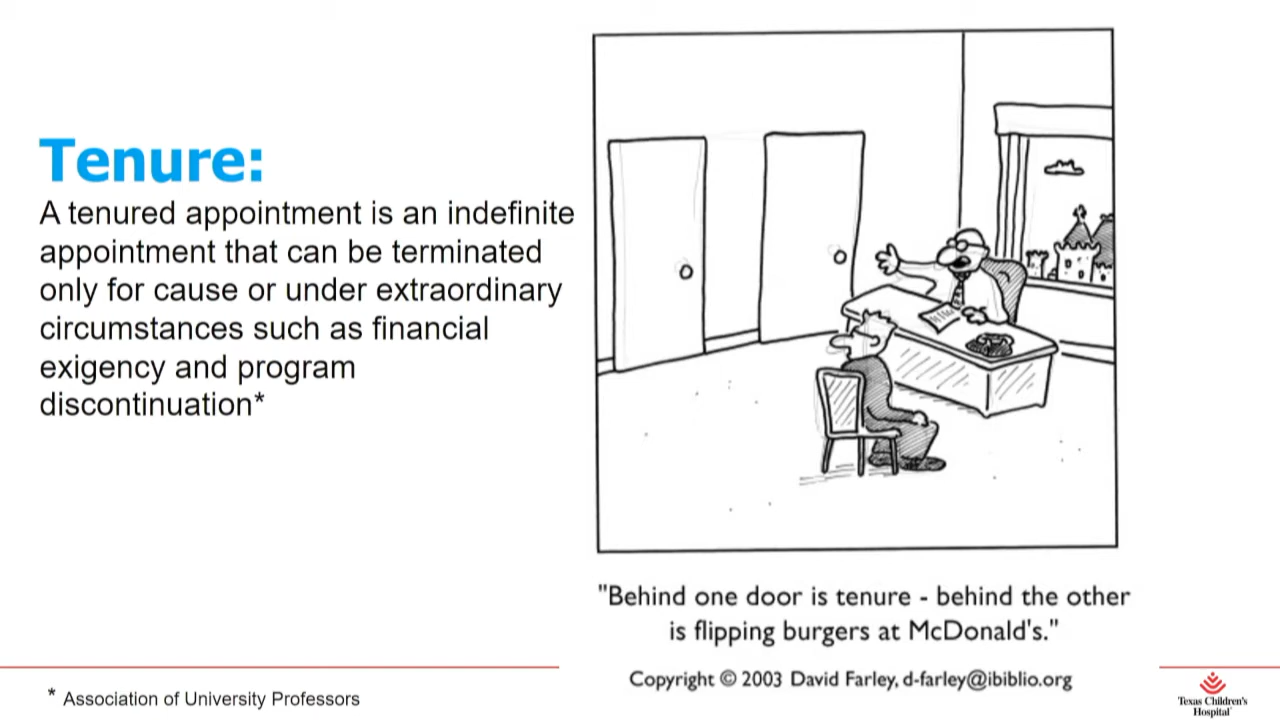 Tenure:
A tenured appointment is an indefinite
appointment that can be terminated
only for cause or under extraordinary
circumstances such as financial
exigency and program
discontinuation*
"Behind one door is tenure - behind the other
is flipping burgers at McDonald's."
Copyright © 2003 David Farley, d-farley@ibiblio.org
* Association of University Professors
Texas Children's
Hospital